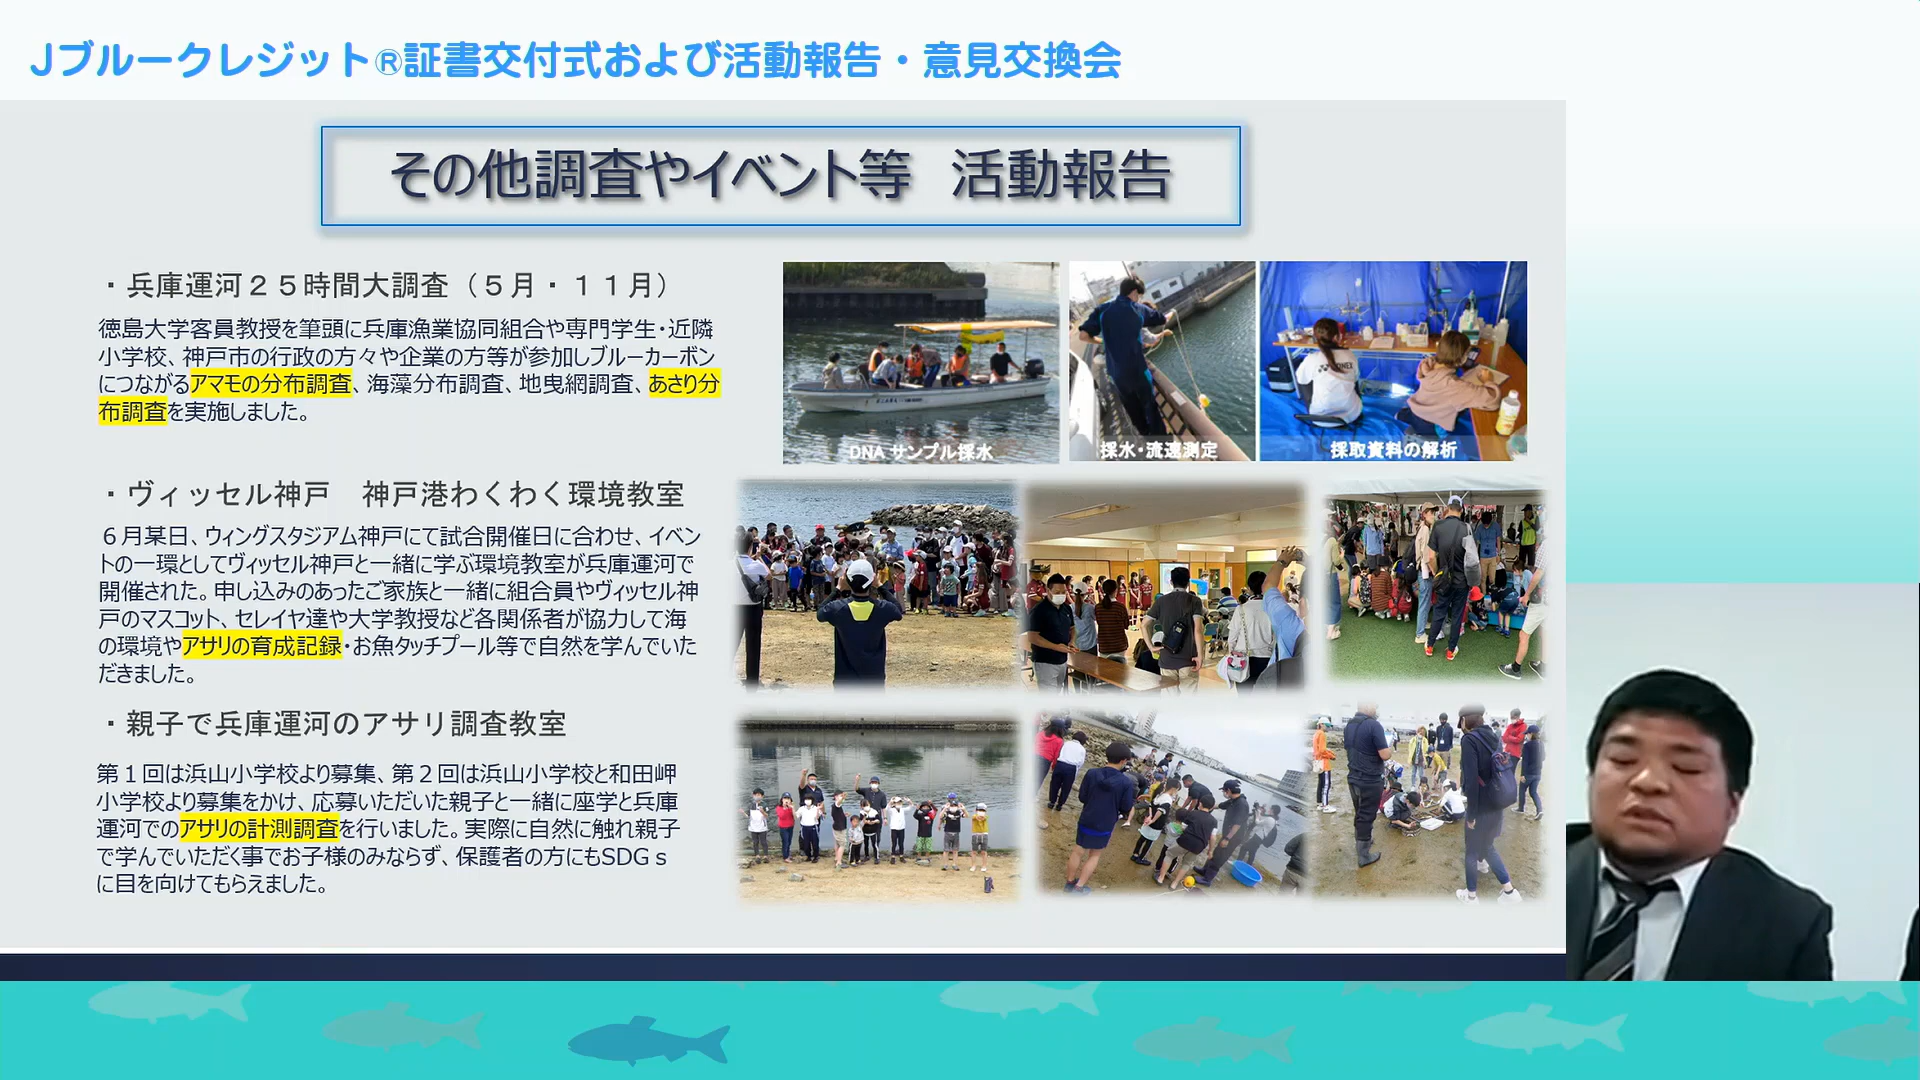 Jブルークレジット®証書交付式および活動報告・意見交換会
その他調査やイベント等　活動報告
・兵庫運河２５時間大調査（５月・１１月）
徳島大学客員教授を筆頭に兵庫漁業協同組合や専門学生・近隣
小学校、神戸市の行政の方々や企業の方等が参加しブルーカーボン
につながるアマモの分布調査、海藻分布調査、地曳網調査、あさり分
布調査を実施しました。
DNA サンプル採水
採水・流速測定
採取資料の解析
・ヴィッセル神戸　神戸港わくわく環境教室
６月某日、ウィングスタジアム神戸にて試合開催日に合わせ、イベン
トの一環としてヴィッセル神戸と一緒に学ぶ環境教室が兵庫運河で
開催された。申し込みのあったご家族と一緒に組合員やヴィッセル神
戸のマスコット、セレイヤ達や大学教授など各関係者が協力して海
の環境やアサリの育成記録・お魚タッチプール等で自然を学んでいた
だきました。
・親子で兵庫運河のアサリ調査教室
第１回は浜山小学校より募集、第２回は浜山小学校と和田岬
小学校より募集をかけ、応募いただいた親子と一緒に座学と兵庫
運河でのアサリの計測調査を行いました。実際に自然に触れ親子
で学んでいただく事でお子様のみならず、保護者の方にもSDGｓ
に目を向けてもらえました。